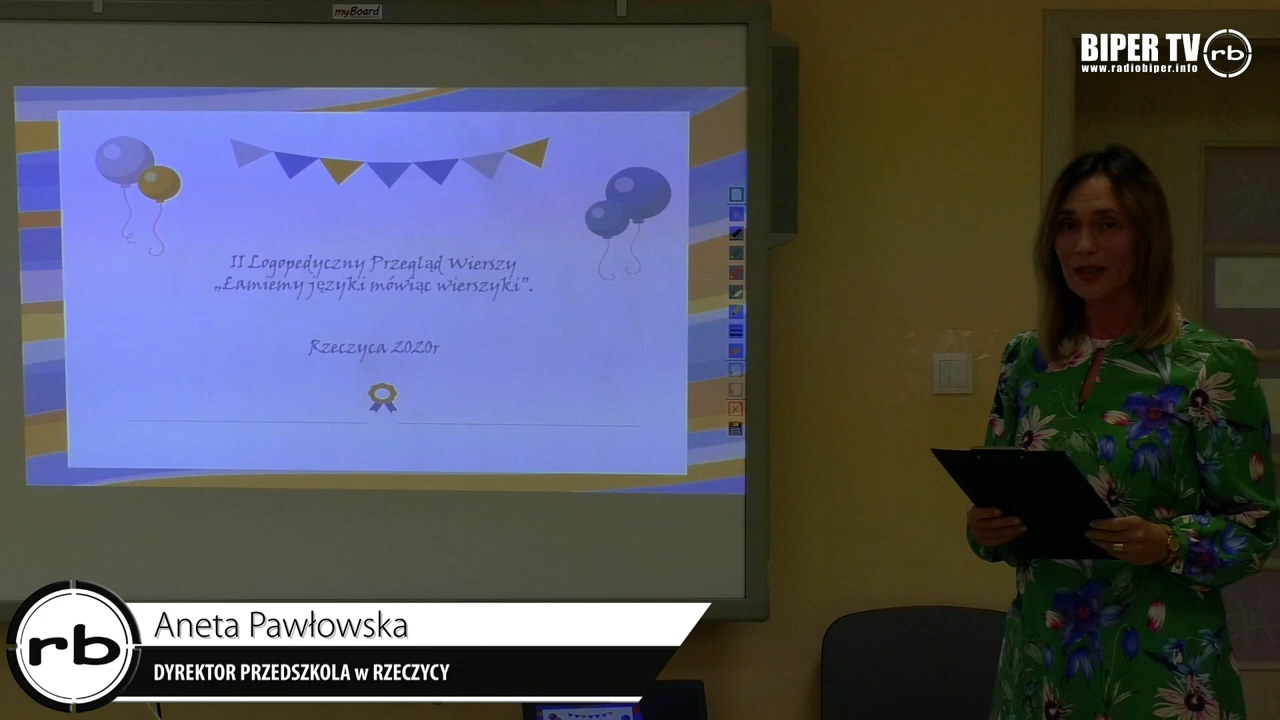 myBoard
BIPER TV rb
www.radiobiper.info
II Logopedyczny Przegląd Wierszy
„Łamiemy języki mówiąc wierszyki”.
Rzeczyca 2020r
rb
Aneta Pawłowska
DYREKTOR PRZEDSZKOLA w RZECZYCY